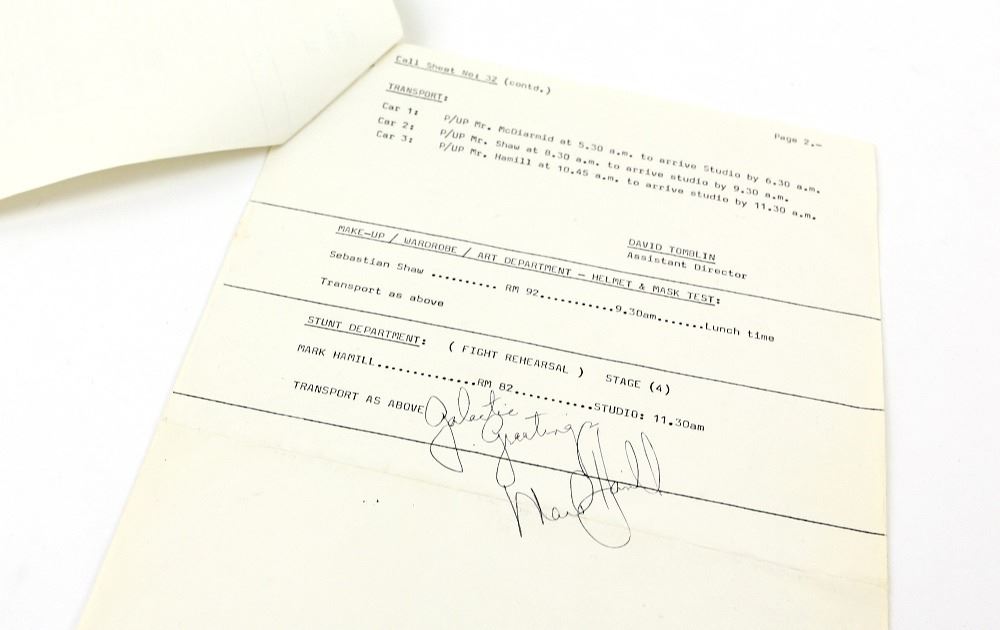 Call Sheet No: 32 (contd.)
Page 2.-
TRANSPORT:
Car 1: P/UP Mr. McDiarmid at 5.30 a.m. to arrive Studio by 6.30 a.m.
Car 2: P/UP Mr. Shaw at 8.30 a.m. to arrive studio by 9.30 a.m.
Car 3: P/UP Mr. Hamill at 10.45 a.m. to arrive studio by 11.30 a.m.
DAVID TOMBLIN
Assistant Director
MAKE-UP / WARDROBE / ART DEPARTMENT - HELMET & MASK TEST:
Sebastian Shaw .......... RM 92...........9.30am.......Lunch time
Transport as above
STUNT DEPARTMENT: ( FIGHT REHEARSAL ) STAGE (4)
MARK HAMILL..............RM 82...........STUDIO: 11.30am
TRANSPORT AS ABOVE
Galactic
Greetings
Mark Hamill